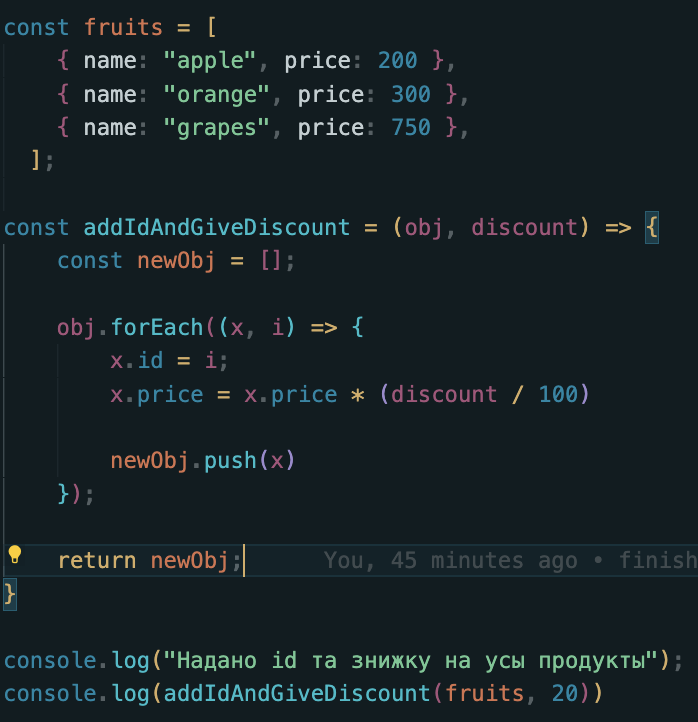 const fruits = [
    { name: "apple", price: 200 },
    { name: "orange", price: 300 },
    { name: "grapes", price: 750 },
  ];

const addIdAndGiveDiscount = (obj, discount) => {
    const newObj = [];

    obj.forEach((x, i) => {
        x.id = i;
        x.price = x.price * (discount / 100)

        newObj.push(x)
    });

    return newObj; You, 45 minutes ago • finish
}

console.log("Надано id та знижку на усы продукты");
console.log(addIdAndGiveDiscount(fruits, 20))